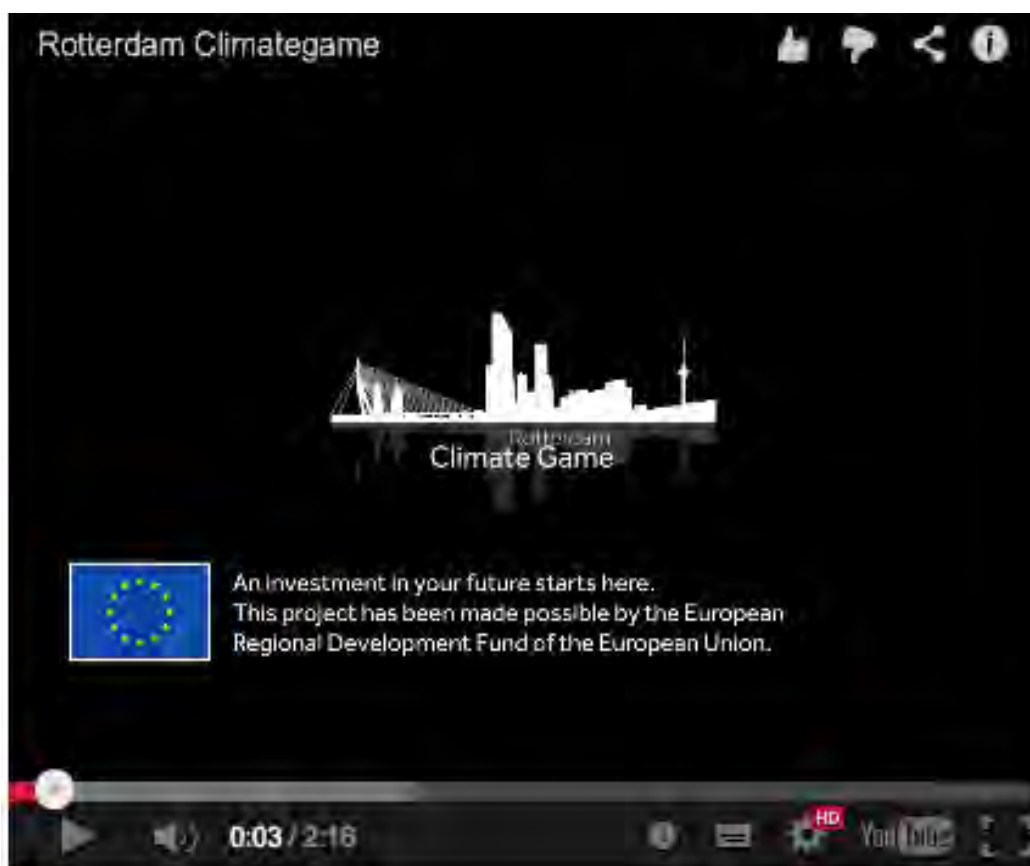 Rotterdam Climategame
Rotterdam
Climate Game
An investment in your future starts here.
This project has been made possible by the European
Regional Development Fund of the European Union.
0:03 / 2:16
HD
YouTube